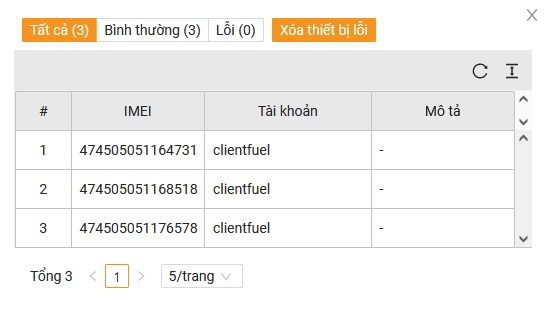 Tất cả (3) Bình thường (3) Lỗi (0) Xóa thiết bị lỗi
# IMEI Tài khoản Mô tả
1 474505051164731 clientfuel -
2 474505051168518 clientfuel -
3 474505051176578 clientfuel -
Tổng 3 1 5/trang